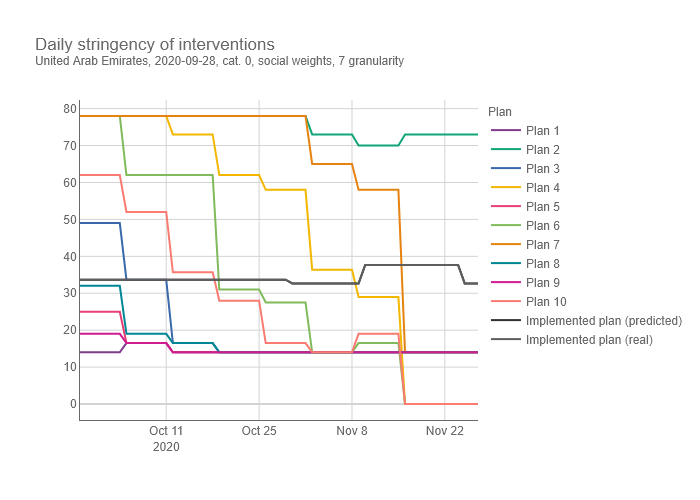 Daily stringency of interventions
United Arab Emirates, 2020-09-28, cat. 0, social weights, 7 granularity
80
70
60
50
40
30
20
10
0
Oct 11
2020
Oct 25
Nov 8
Nov 22
Plan
Plan 1
Plan 2
Plan 3
Plan 4
Plan 5
Plan 6
Plan 7
Plan 8
Plan 9
Plan 10
Implemented plan (predicted)
Implemented plan (real)